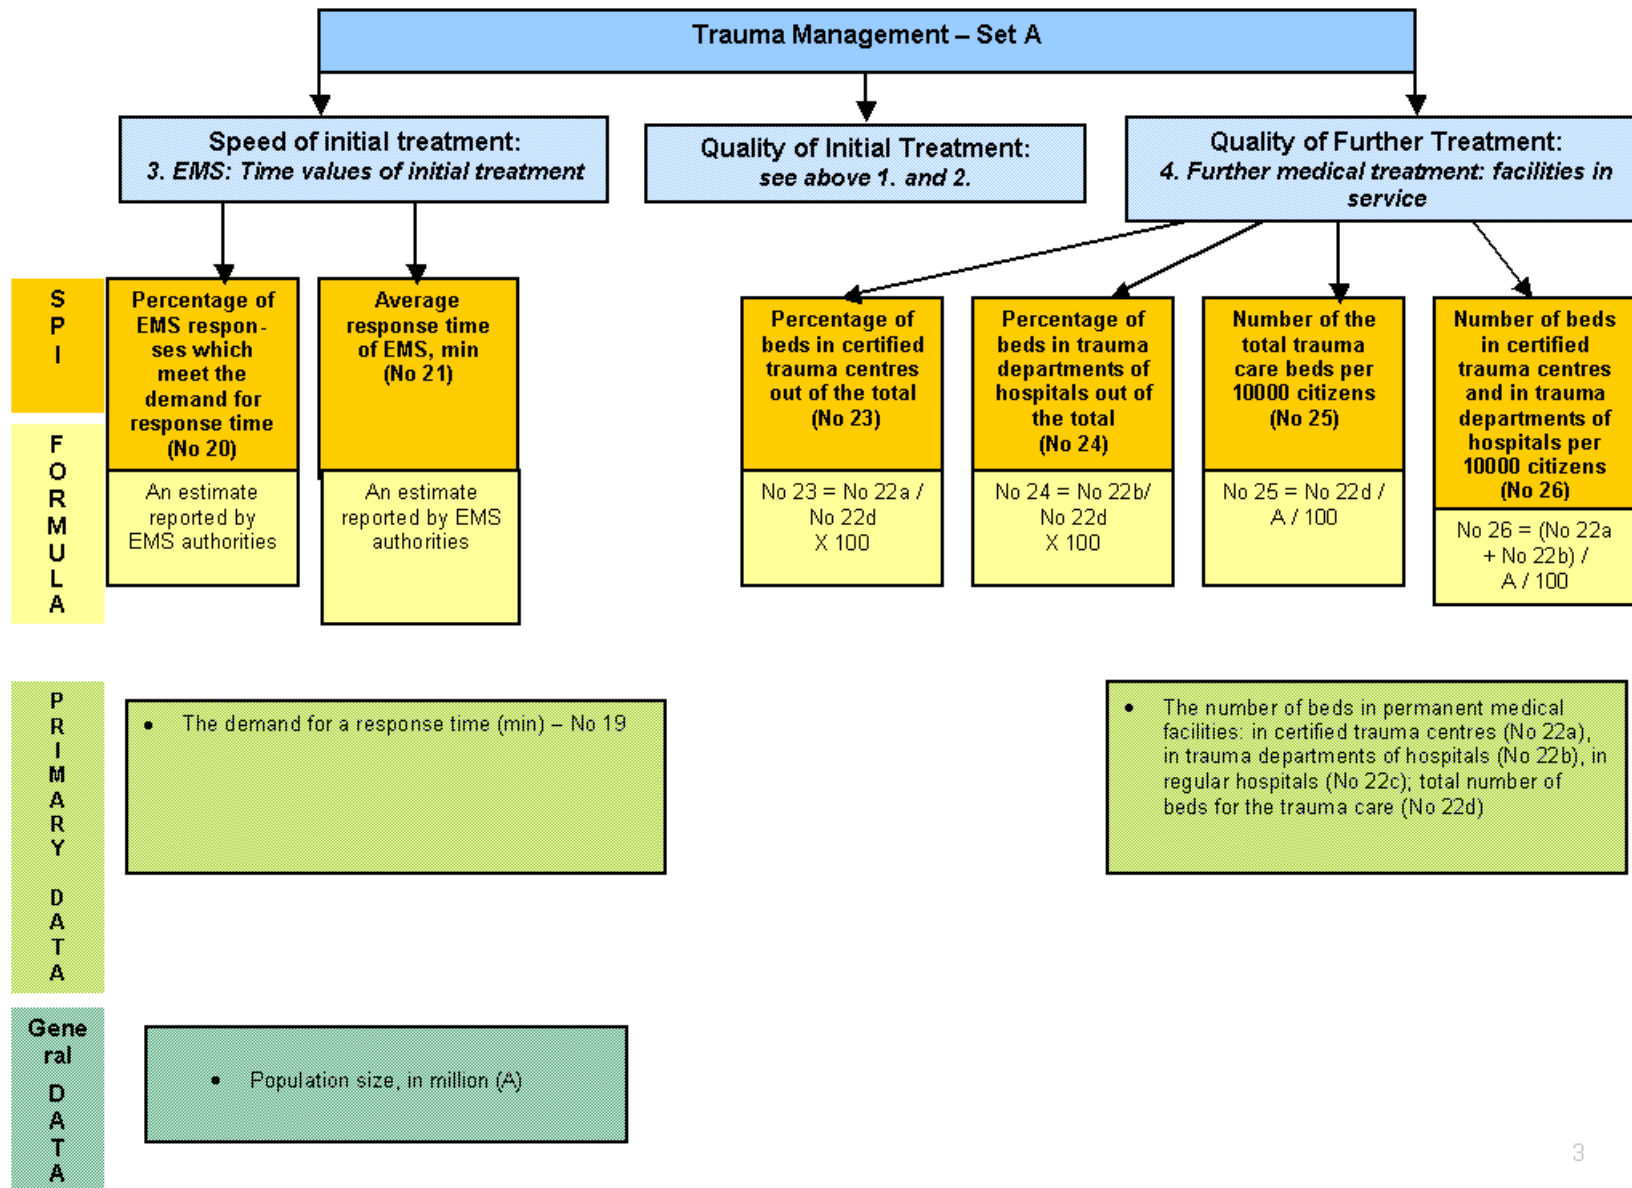 Trauma Management – Set A
Speed of initial treatment:
3. EMS: Time values of initial treatment
Quality of Initial Treatment:
see above 1. and 2.
Quality of Further Treatment:
4. Further medical treatment: facilities in
service
S
P
I
Percentage of
EMS respon-
ses which
meet the
demand for
response time
(No 20)
Average
response time
of EMS, min
(No 21)
Percentage of
beds in certified
trauma centres
out of the total
(No 23)
Percentage of
beds in trauma
departments of
hospitals out of
the total
(No 24)
Number of the
total trauma
care beds per
10000 citizens
(No 25)
Number of beds
in certified
trauma centres
and in trauma
departments of
hospitals per
10000 citizens
(No 26)
F
O
R
M
U
L
A
An estimate
reported by
EMS authorities
An estimate
reported by EMS
authorities
No 23 = No 22a /
No 22d
X 100
No 24 = No 22b/
No 22d
X 100
No 25 = No 22d /
A / 100
No 26 = (No 22a
+ No 22b) /
A / 100
P
R
I
M
A
R
Y
D
A
T
A
• The demand for a response time (min) – No 19
• The number of beds in permanent medical
facilities: in certified trauma centres (No 22a),
in trauma departments of hospitals (No 22b), in
regular hospitals (No 22c); total number of
beds for the trauma care (No 22d)
Gene
ral
D
A
T
A
• Population size, in million (A)
3